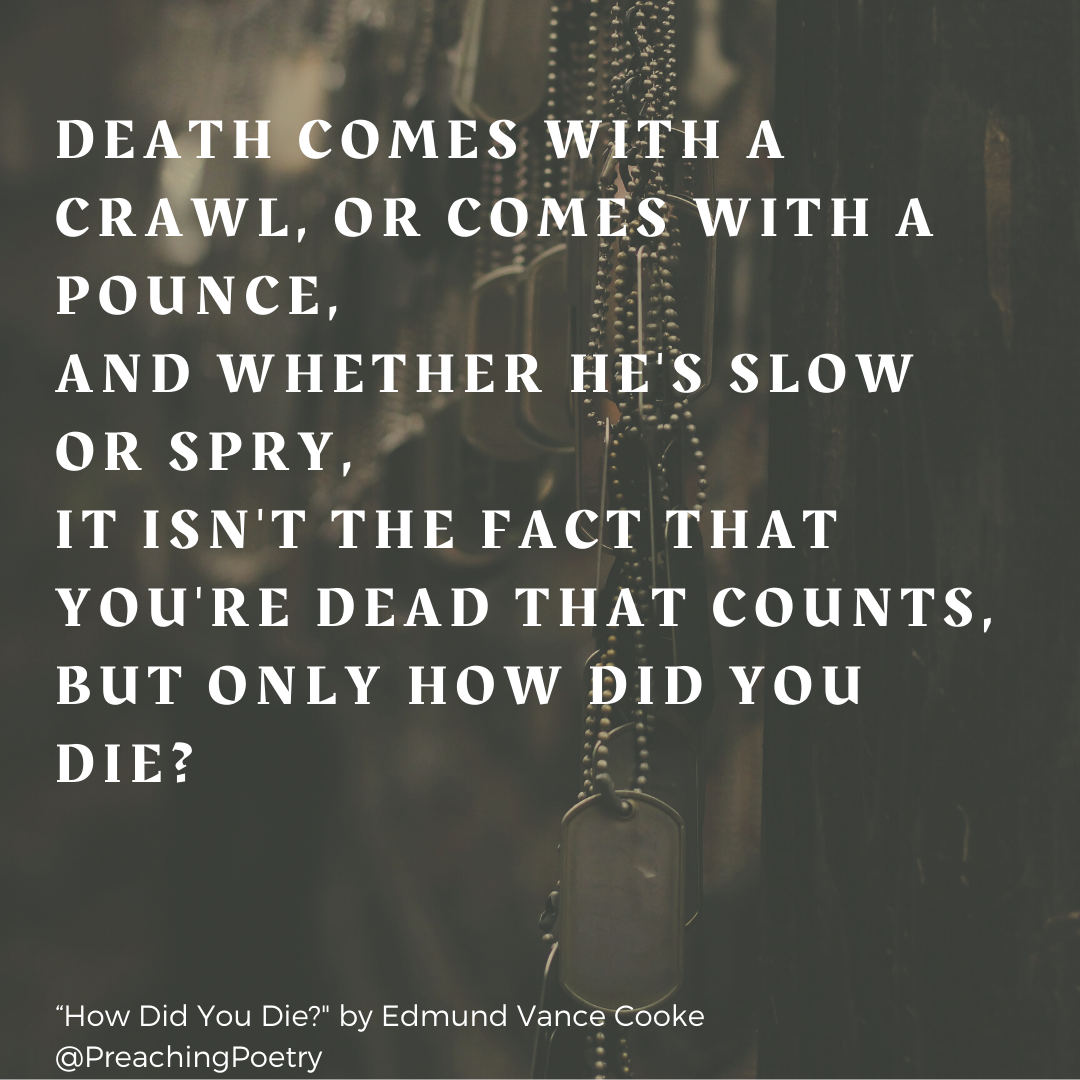 DEATH COMES WITH A
CRAWL, OR COMES WITH A
POUNCE,
AND WHETHER HE'S SLOW
OR SPRY,
IT ISN'T THE FACT THAT
YOU'RE DEAD THAT COUNTS,
BUT ONLY HOW DID YOU
DIE?
“How Did You Die?" by Edmund Vance Cooke
@PreachingPoetry